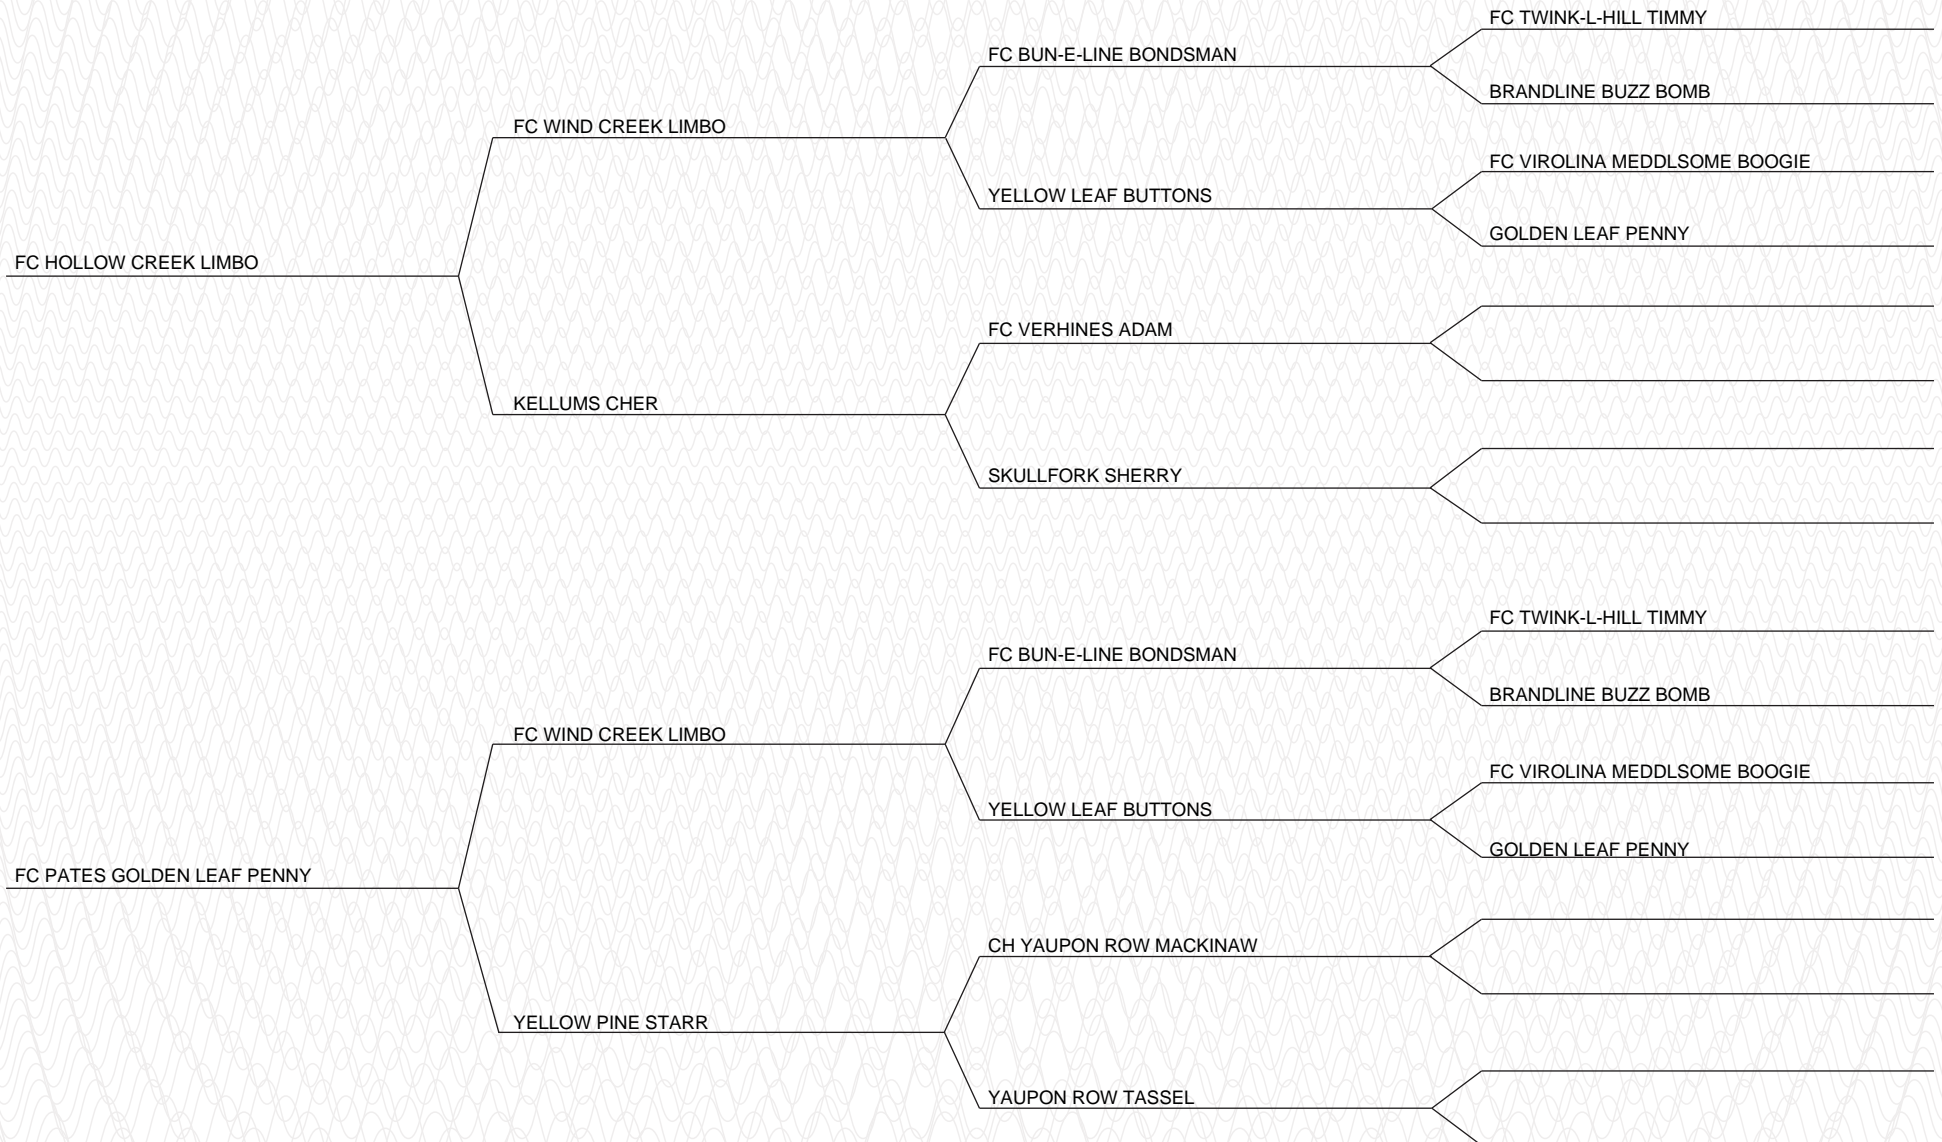 FC TWINK-L-HILL TIMMY
FC BUN-E-LINE BONDSMAN
BRANDLINE BUZZ BOMB
FC WIND CREEK LIMBO
FC VIROLINA MEDDLSOME BOOGIE
YELLOW LEAF BUTTONS
GOLDEN LEAF PENNY
FC HOLLOW CREEK LIMBO
FC VERHINES ADAM
KELLUMS CHER
SKULLFORK SHERRY
FC TWINK-L-HILL TIMMY
FC BUN-E-LINE BONDSMAN
BRANDLINE BUZZ BOMB
FC WIND CREEK LIMBO
FC VIROLINA MEDDLSOME BOOGIE
YELLOW LEAF BUTTONS
GOLDEN LEAF PENNY
FC PATES GOLDEN LEAF PENNY
CH YAUPON ROW MACKINAW
YELLOW PINE STARR
YAUPON ROW TASSEL